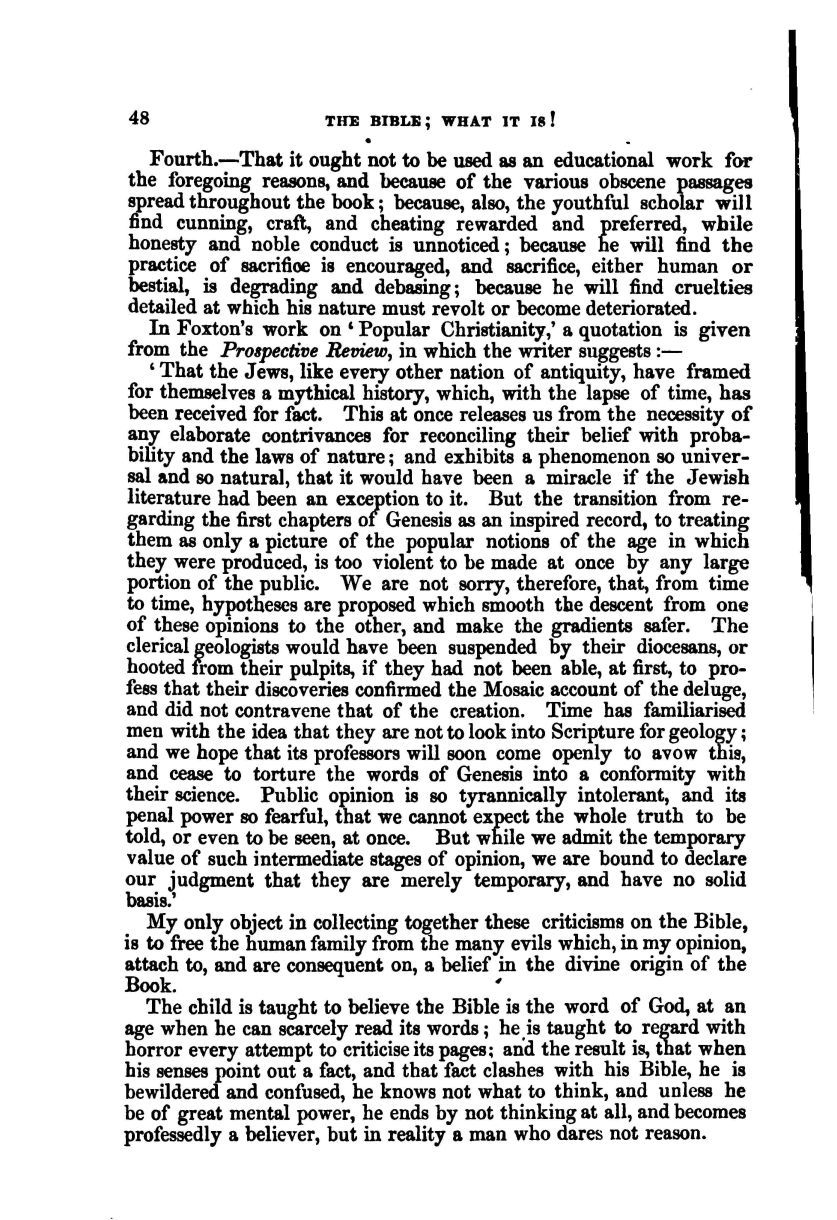 48 THE BIBLE; WHAT IT IS!
Fourth.—That it ought not to be used as an educational work for
the foregoing reasons, and because of the various obscene passages
spread throughout the book; because, also, the youthful scholar will
find cunning, craft, and cheating rewarded and preferred, while
honesty and noble conduct is unnoticed; because he will find the
practice of sacrifice is encouraged, and sacrifice, either human or
bestial, is degrading and debasing; because he will find cruelties
detailed at which his nature must revolt or become deteriorated.
In Foxton's work on ‘Popular Christianity,’ a quotation is given
from the Prospective Review, in which the writer suggests :—
‘That the Jews, like every other nation of antiquity, have framed
for themselves a mythical history, which, with the lapse of time, has
been received for fact. This at once releases us from the necessity of
any elaborate contrivances for reconciling their belief with proba-
bility and the laws of nature; and exhibits a phenomenon so univer-
sal and so natural, that it would have been a miracle if the Jewish
literature had been an exception to it. But the transition from re-
garding the first chapters of Genesis as an inspired record, to treating
them as only a picture of the popular notions of the age in which
they were produced, is too violent to be made at once by any large
portion of the public. We are not sorry, therefore, that, from time
to time, hypotheses are proposed which smooth the descent from one
of these opinions to the other, and make the gradients safer. The
clerical geologists would have been suspended by their diocesans, or
hooted from their pulpits, if they had not been able, at first, to pro-
fess that their discoveries confirmed the Mosaic account of the deluge,
and did not contravene that of the creation. Time has familiarised
men with the idea that they are not to look into Scripture for geology;
and we hope that its professors will soon come openly to avow this,
and cease to torture the words of Genesis into a conformity with
their science. Public opinion is so tyrannically intolerant, and its
penal power so fearful, that we cannot expect the whole truth to be
told, or even to be seen, at once. But while we admit the temporary
value of such intermediate stages of opinion, we are bound to declare
our judgment that they are merely temporary, and have no solid
basis.’
My only object in collecting together these criticisms on the Bible,
is to free the human family from the many evils which, in my opinion,
attach to, and are consequent on, a belief in the divine origin of the
Book.
The child is taught to believe the Bible is the word of God, at an
age when he can scarcely read its words; he is taught to regard with
horror every attempt to criticise its pages; and the result is, that when
his senses point out a fact, and that fact clashes with his Bible, he is
bewildered and confused, he knows not what to think, and unless he
be of great mental power, he ends by not thinking at all, and becomes
professedly a believer, but in reality a man who dares not reason.